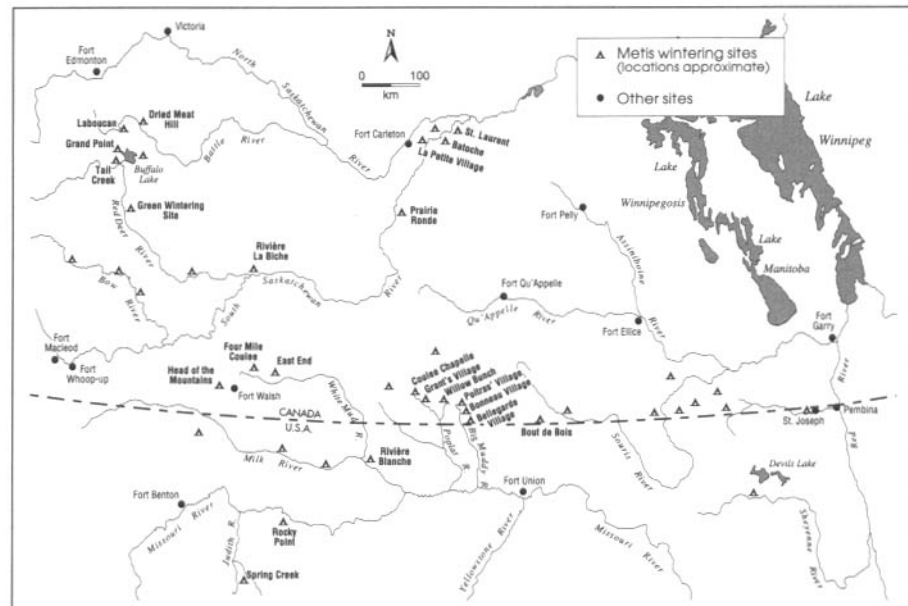 Victoria
Fort
Edmonton
N
0 100
km
Metis wintering sites
(locations approximate)
Other sites
North
Saskatchewan
River
Lake
Winnipeg
Laboucan
Dried Meat
Hill
Battle River
Fort Carleton
St. Laurent
Batoche
La Petite Village
Grand Point
Tail
Creek
Buffalo
Lake
Lake
Winnipegosis
Green Wintering
Site
Red Deer
River
Prairie
Ronde
Fort Pelly
Assiniboine
River
Lake
Manitoba
Rivière
La Biche
Saskatchewan
River
South
Bow
River
Fort Qu'Appelle
Qu'Appelle River
Fort Ellice
Fort
Garry
River
Red
Fort
Macleod
Fort
Whoop-up
Four Mile
Coulee
East End
Head of the
Mountains
Fort Walsh
White Mud R.
Coulee Chapelle
Grant's Village
Willow Bunch
Poitras' Village
Bonneau Village
Bellegarde
Village
CANADA
U.S.A.
Bout de Bois
St. Joseph
Pembina
Milk River
Rivière
Blanche
Poplar R.
Big Muddy R.
Souris
River
Devils Lake
Fort Benton
Fort Union
Missouri River
Judith R.
Rocky
Point
Yellowstone River
Missouri River
Sheyenne
River
Spring Creek